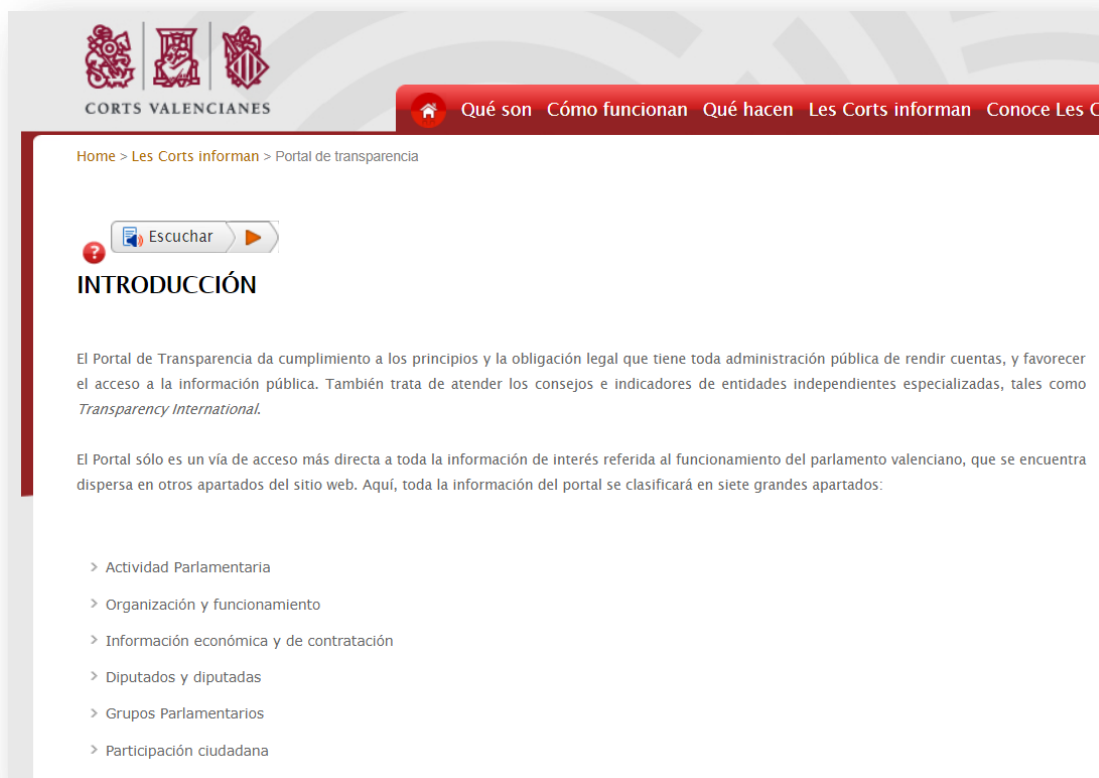 CORTS VALENCIANES
Qué son Cómo funcionan Qué hacen Les Corts informan Conoce Les C
Home > Les Corts informan > Portal de transparencia
Escuchar
?
INTRODUCCIÓN
El Portal de Transparencia da cumplimiento a los principios y la obligación legal que tiene toda administración pública de rendir cuentas, y favorecer
el acceso a la información pública. También trata de atender los consejos e indicadores de entidades independientes especializadas, tales como
Transparency International.
El Portal sólo es un vía de acceso más directa a toda la información de interés referida al funcionamiento del parlamento valenciano, que se encuentra
dispersa en otros apartados del sitio web. Aquí, toda la información del portal se clasificará en siete grandes apartados:
> Actividad Parlamentaria
> Organización y funcionamiento
> Información económica y de contratación
> Diputados y diputadas
> Grupos Parlamentarios
> Participación ciudadana